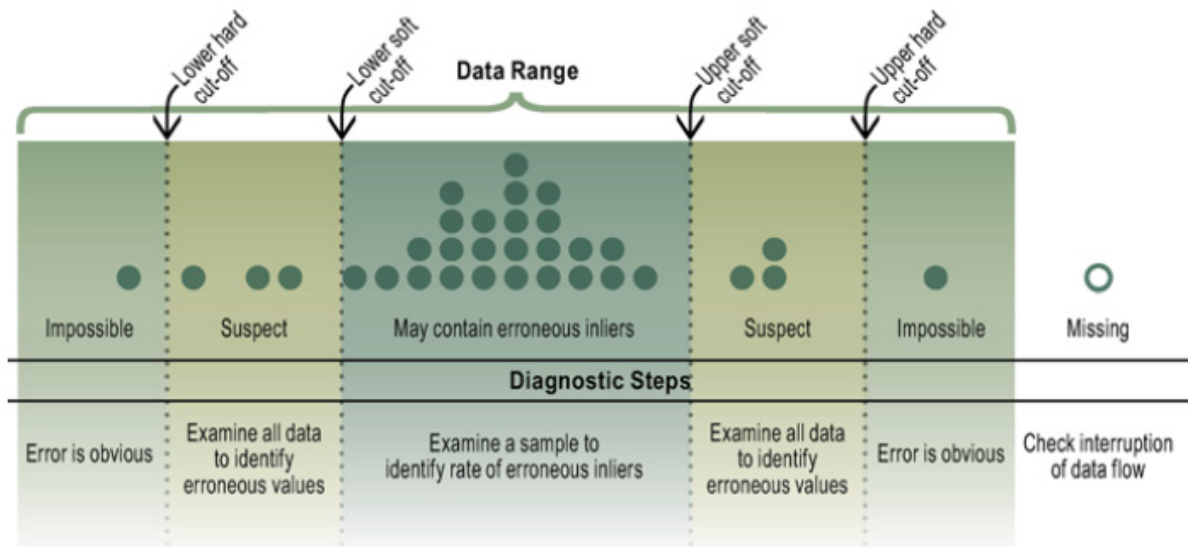 Lower hard
cut-off
Lower soft
cut-off
Data Range
Upper soft
cut-off
Upper hard
cut-off
Impossible
Suspect
May contain erroneous inliers
Suspect
Impossible
Missing
Diagnostic Steps
Error is obvious
Examine all data
to identify
erroneous values
Examine a sample to
identify rate of erroneous inliers
Examine all data
to identify
erroneous values
Error is obvious
Check interruption
of data flow